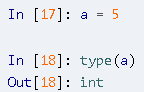 In [17]: a = 5
In [18]: type(a)
Out[18]: int